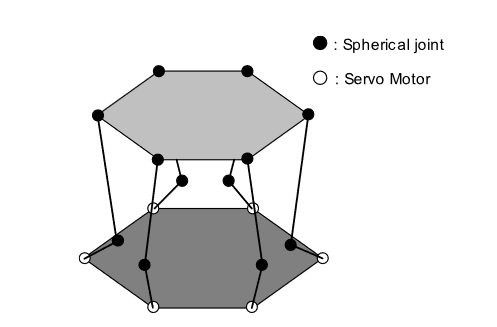 : Spherical joint
: Servo Motor